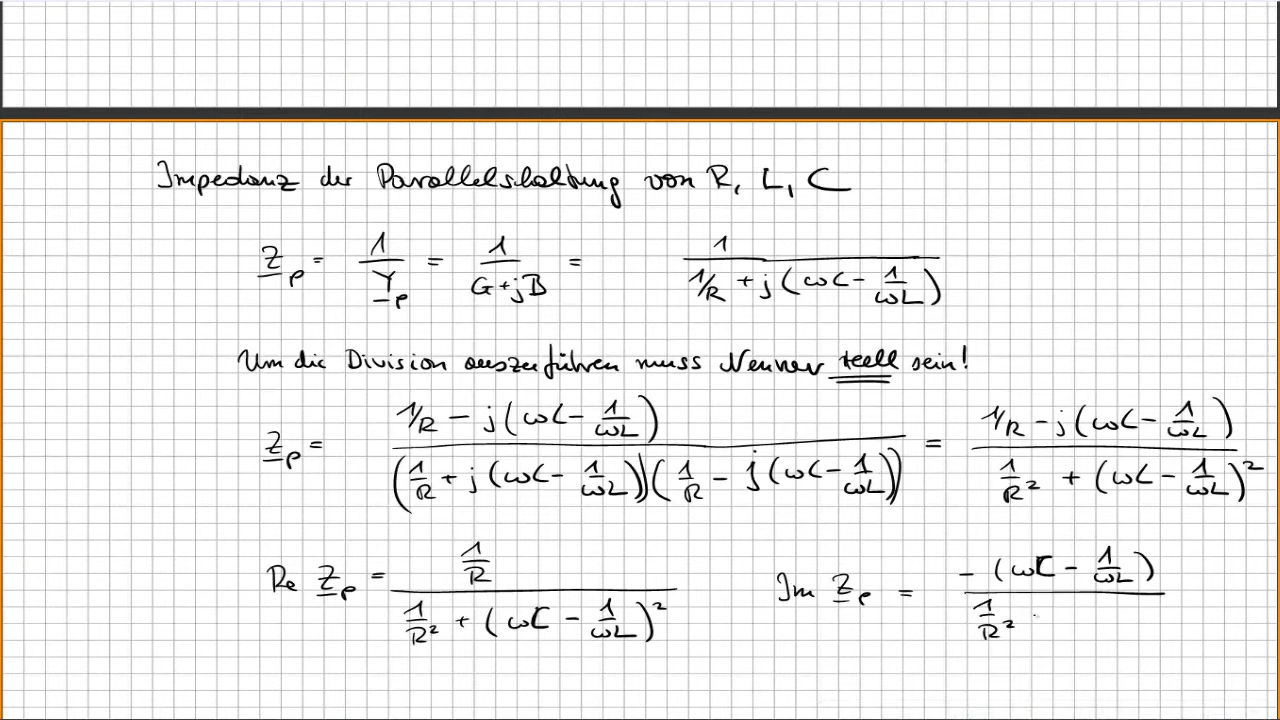 Impedanz der Parallelschaltung von R, L, C
Z_p = 1/Y_p = 1/(G+jB) = 1/(1/R + j(ωC - 1/ωL))
Um die Division auszuführen muss Nenner reell sein!
Z_p = (1/R - j(ωC - 1/ωL)) / ((1/R + j(ωC - 1/ωL))(1/R - j(ωC - 1/ωL))) = (1/R - j(ωC - 1/ωL)) / (1/R² + (ωC - 1/ωL)²)
Re Z_p = (1/R) / (1/R² + (ωC - 1/ωL)²) Im Z_p = -(ωC - 1/ωL) / (1/R²